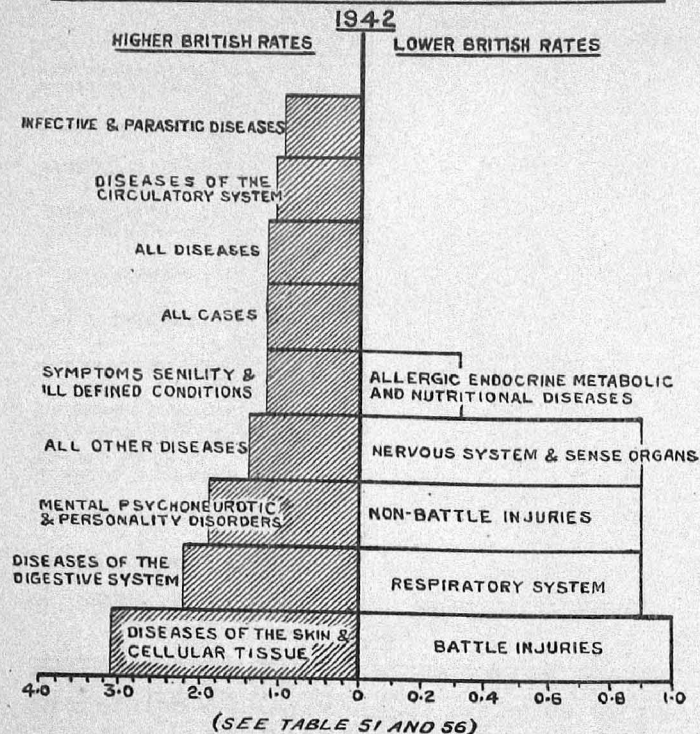 1942
HIGHER BRITISH RATES
LOWER BRITISH RATES
INFECTIVE & PARASITIC DISEASES
DISEASES OF THE
CIRCULATORY SYSTEM
ALL DISEASES
ALL CASES
SYMPTOMS SENILITY &
ILL DEFINED CONDITIONS
ALLERGIC ENDOCRINE METABOLIC
AND NUTRITIONAL DISEASES
ALL OTHER DISEASES
NERVOUS SYSTEM & SENSE ORGANS
MENTAL PSYCHONEUROTIC
& PERSONALITY DISORDERS
NON-BATTLE INJURIES
DISEASES OF THE
DIGESTIVE SYSTEM
RESPIRATORY SYSTEM
DISEASES OF THE SKIN &
CELLULAR TISSUE
BATTLE INJURIES
4.0 3.0 2.0 1.0 0 0.2 0.4 0.6 0.8 1.0
(SEE TABLE 51 AND 56)